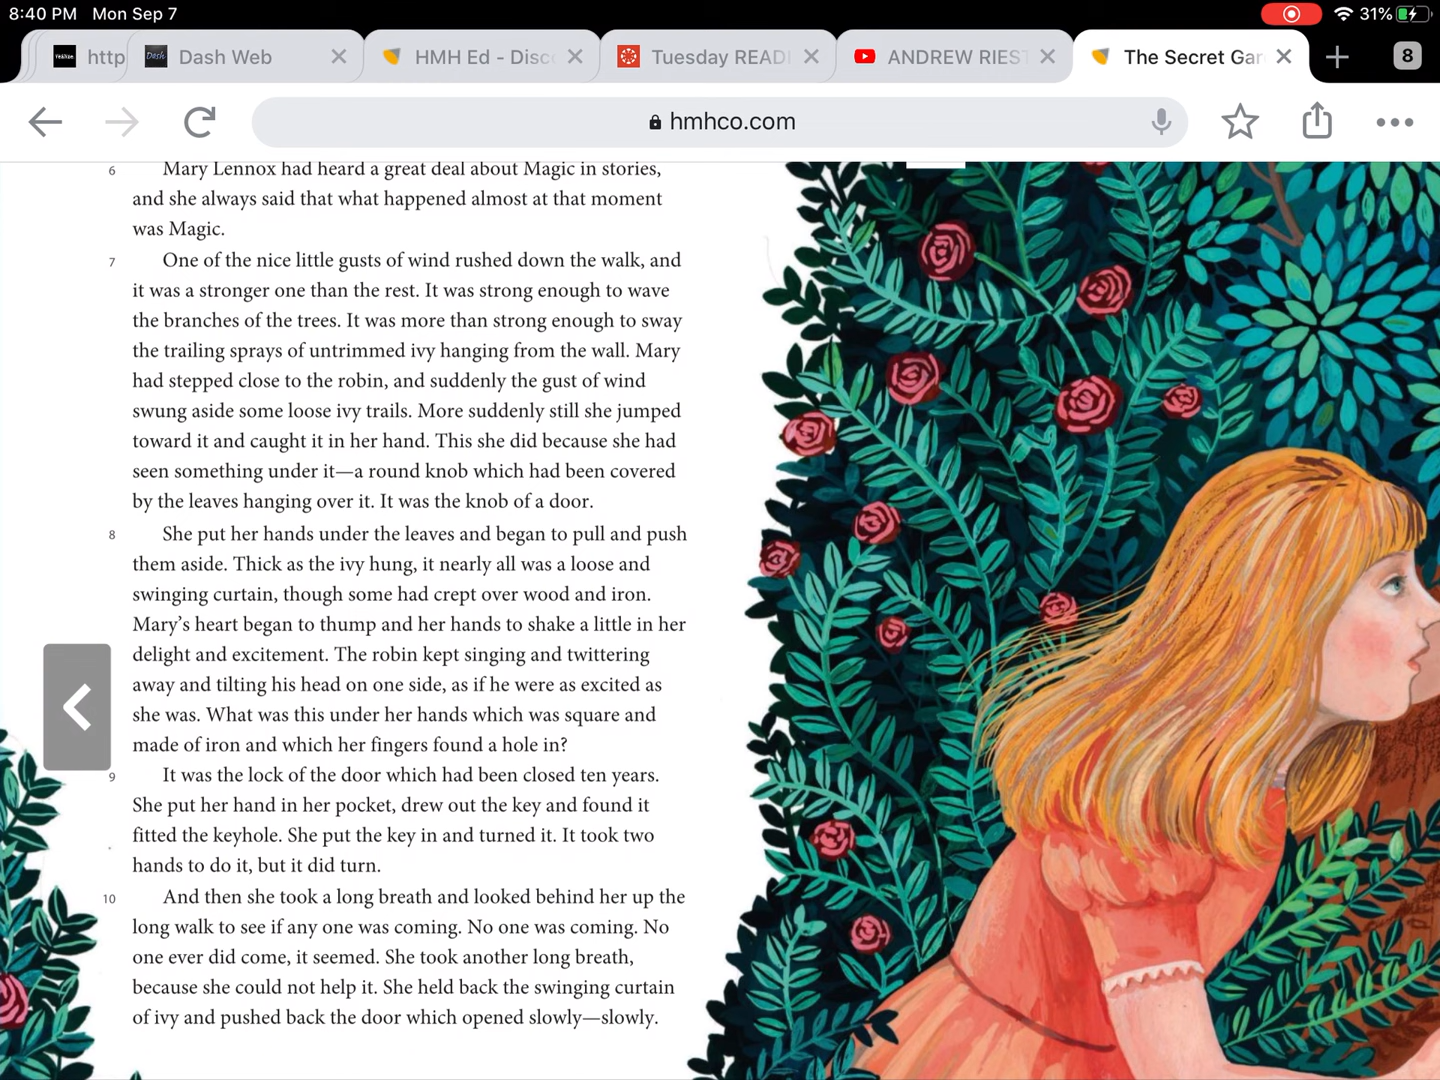 8:40 PM Mon Sep 7
31%
http
Dash Web
HMH Ed - Disc
Tuesday READ
ANDREW RIEST
The Secret Gar
8
hmhco.com
6 Mary Lennox had heard a great deal about Magic in stories,
and she always said that what happened almost at that moment
was Magic.
7 One of the nice little gusts of wind rushed down the walk, and
it was a stronger one than the rest. It was strong enough to wave
the branches of the trees. It was more than strong enough to sway
the trailing sprays of untrimmed ivy hanging from the wall. Mary
had stepped close to the robin, and suddenly the gust of wind
swung aside some loose ivy trails. More suddenly still she jumped
toward it and caught it in her hand. This she did because she had
seen something under it—a round knob which had been covered
by the leaves hanging over it. It was the knob of a door.
8 She put her hands under the leaves and began to pull and push
them aside. Thick as the ivy hung, it nearly all was a loose and
swinging curtain, though some had crept over wood and iron.
Mary’s heart began to thump and her hands to shake a little in her
delight and excitement. The robin kept singing and twittering
away and tilting his head on one side, as if he were as excited as
she was. What was this under her hands which was square and
made of iron and which her fingers found a hole in?
9 It was the lock of the door which had been closed ten years.
She put her hand in her pocket, drew out the key and found it
fitted the keyhole. She put the key in and turned it. It took two
hands to do it, but it did turn.
10 And then she took a long breath and looked behind her up the
long walk to see if any one was coming. No one was coming. No
one ever did come, it seemed. She took another long breath,
because she could not help it. She held back the swinging curtain
of ivy and pushed back the door which opened slowly—slowly.